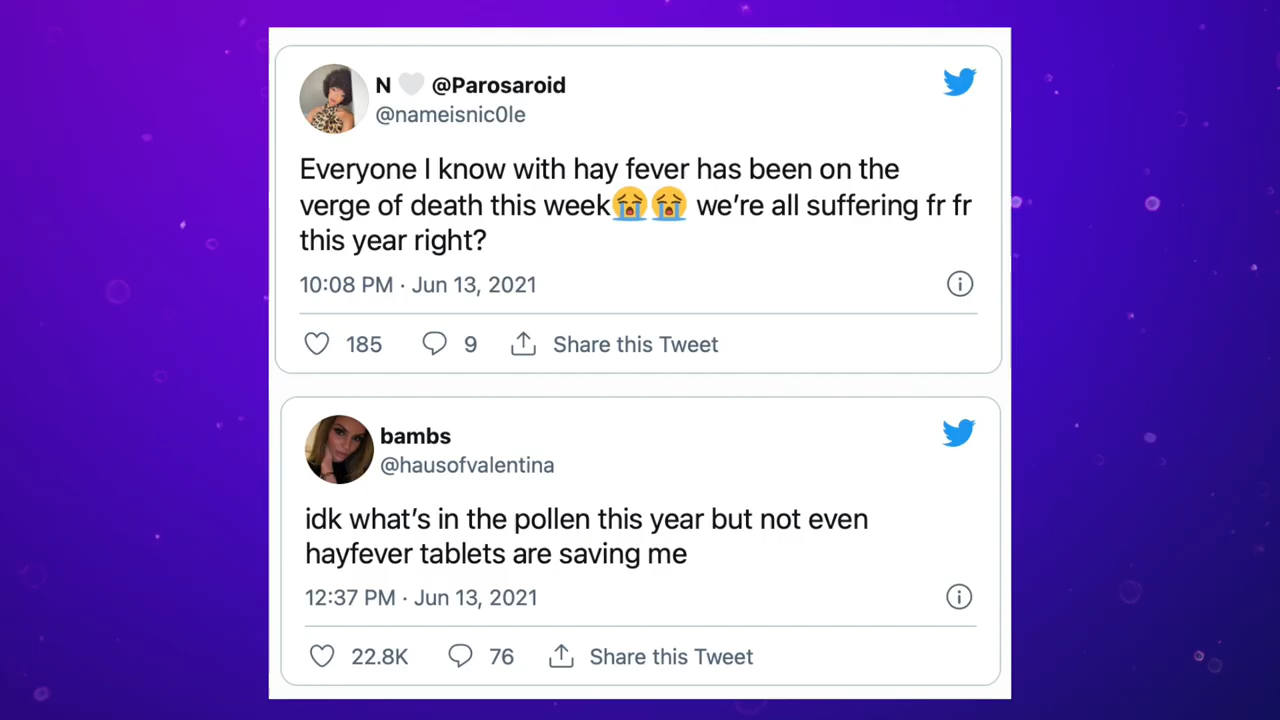 N 🤍 @Parosaroid
@nameisnic0le
Everyone I know with hay fever has been on the
verge of death this week😭😭 we’re all suffering fr fr
this year right?
10:08 PM · Jun 13, 2021
185 9 Share this Tweet
bambs
@hausofvalentina
idk what’s in the pollen this year but not even
hayfever tablets are saving me
12:37 PM · Jun 13, 2021
22.8K 76 Share this Tweet